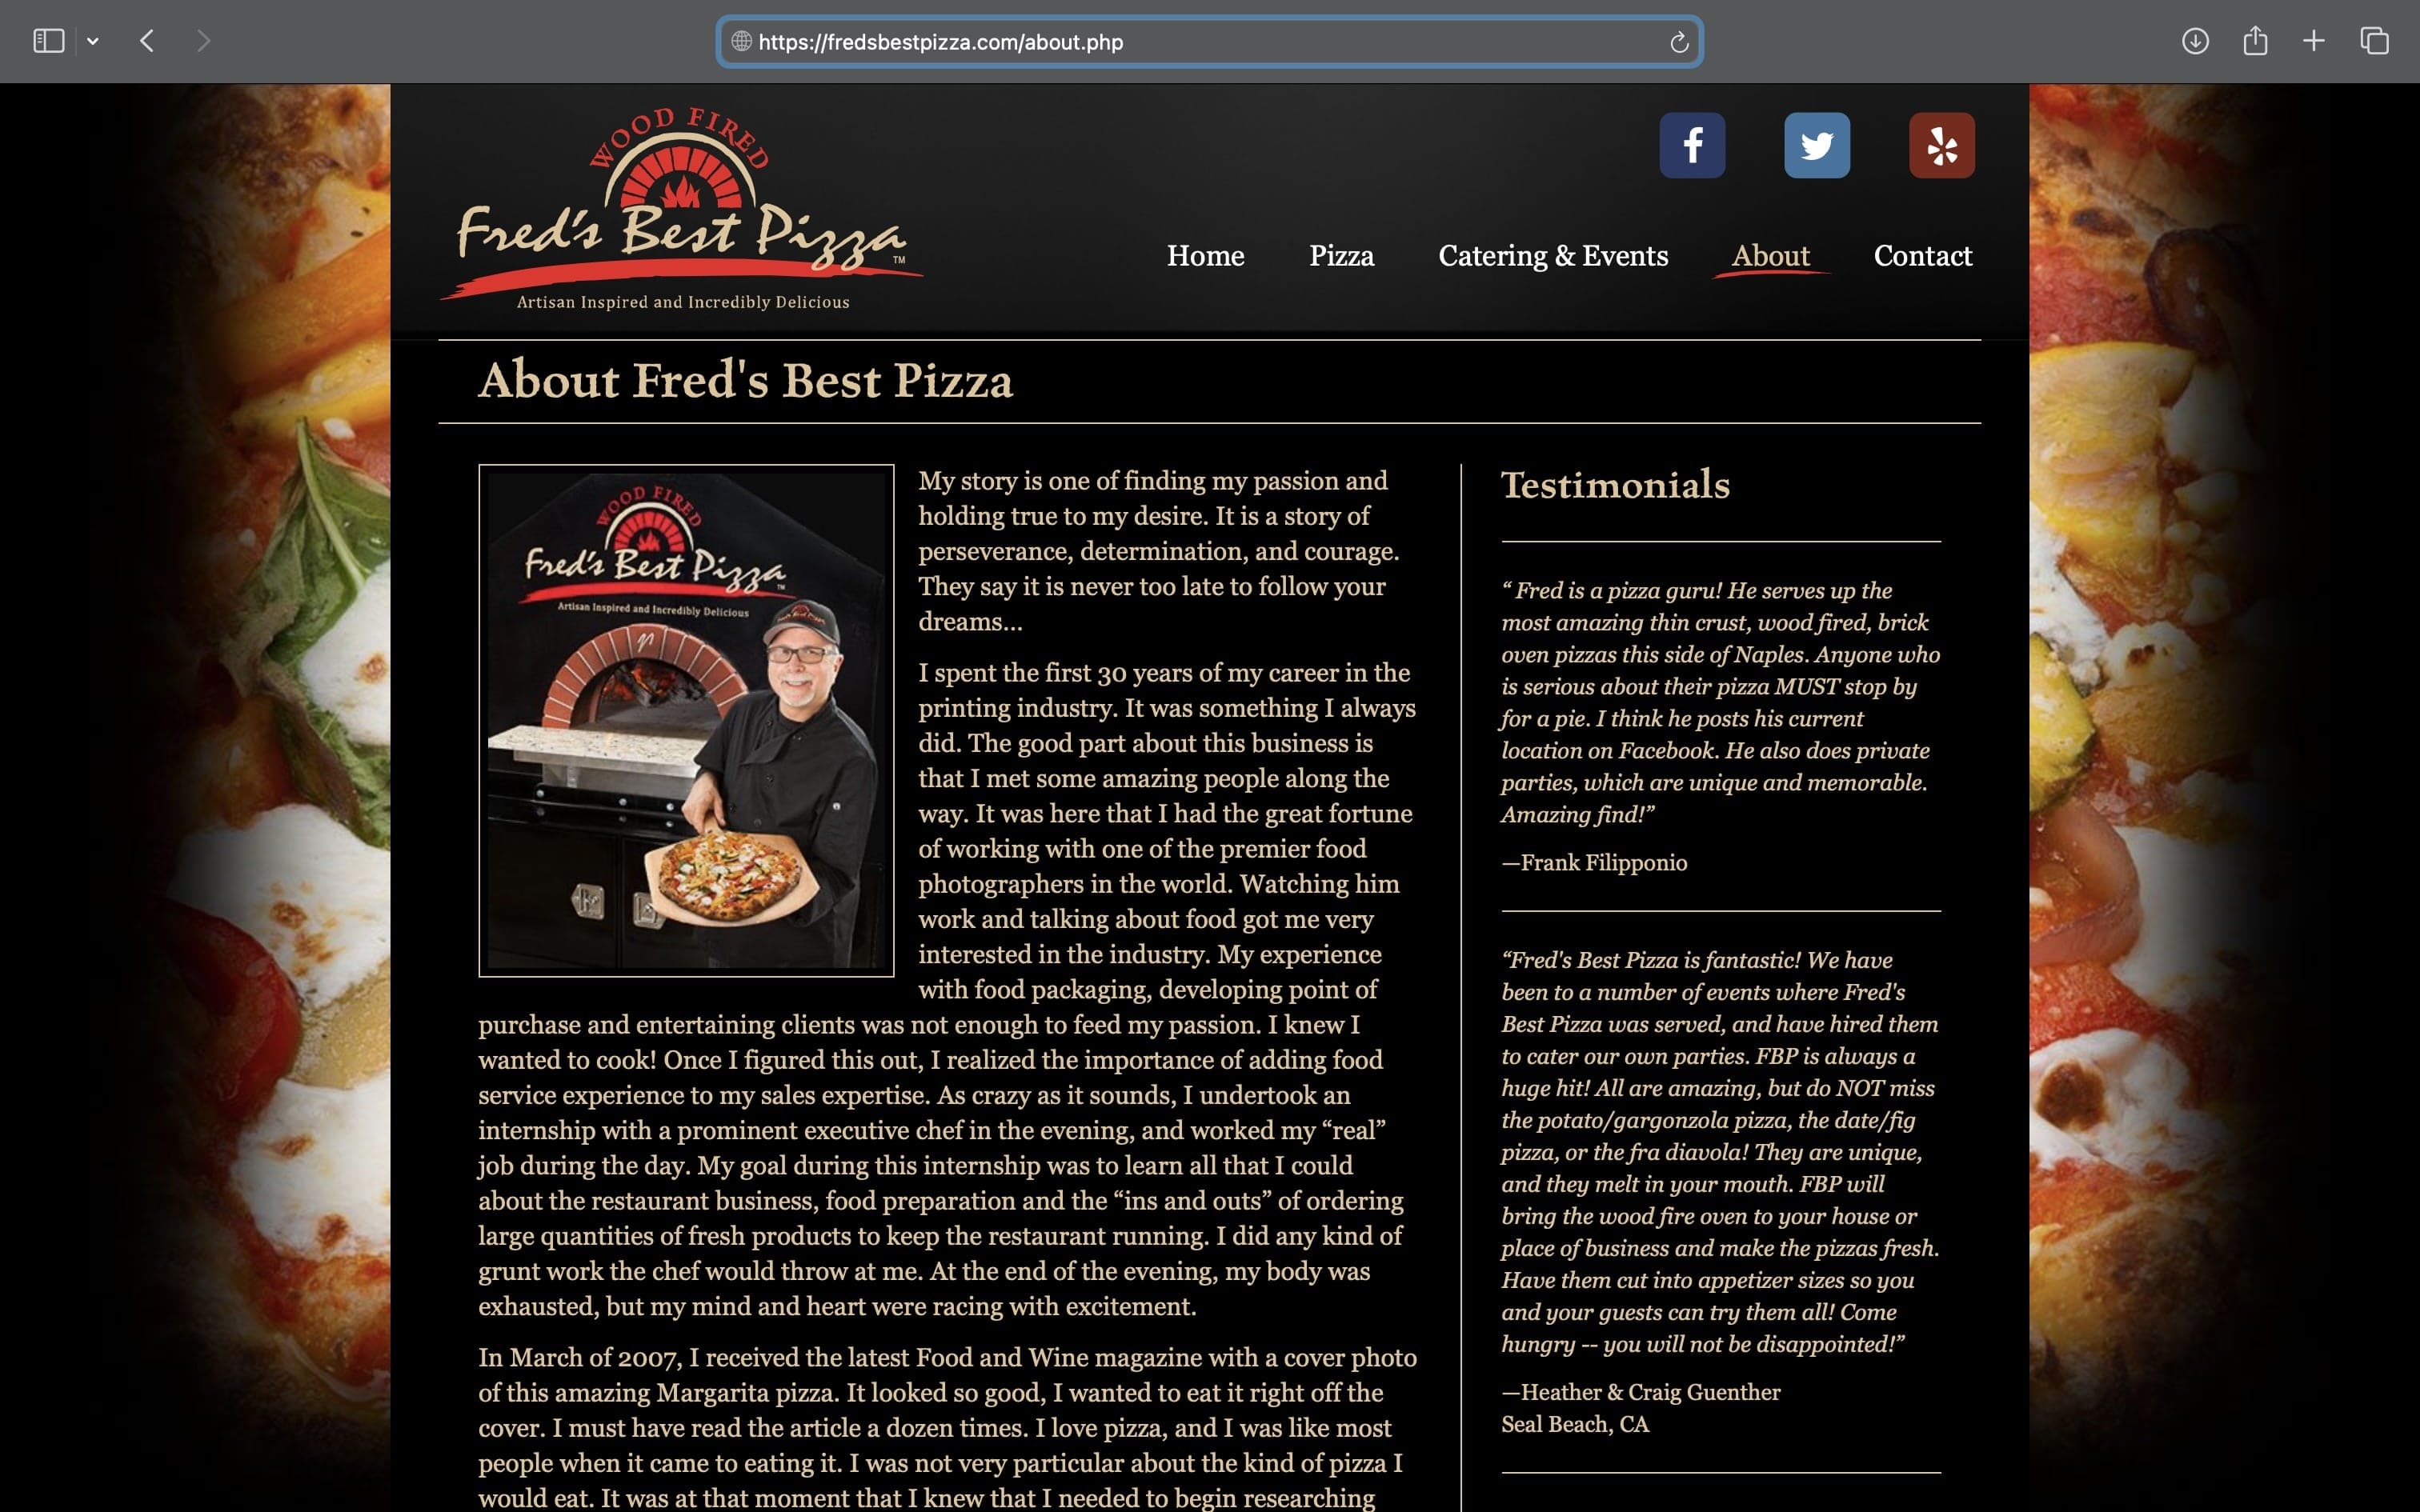 https://fredsbestpizza.com/about.php
WOOD FIRED
Fred's Best Pizza
TM
Artisan Inspired and Incredibly Delicious
Home
Pizza
Catering & Events
About
Contact
About Fred's Best Pizza
WOOD FIRED
Fred's Best Pizza
Artisan Inspired and Incredibly Delicious
My story is one of finding my passion and
holding true to my desire. It is a story of
perseverance, determination, and courage.
They say it is never too late to follow your
dreams...
I spent the first 30 years of my career in the
printing industry. It was something I always
did. The good part about this business is
that I met some amazing people along the
way. It was here that I had the great fortune
of working with one of the premier food
photographers in the world. Watching him
work and talking about food got me very
interested in the industry. My experience
with food packaging, developing point of
purchase and entertaining clients was not enough to feed my passion. I knew I
wanted to cook! Once I figured this out, I realized the importance of adding food
service experience to my sales expertise. As crazy as it sounds, I undertook an
internship with a prominent executive chef in the evening, and worked my “real”
job during the day. My goal during this internship was to learn all that I could
about the restaurant business, food preparation and the “ins and outs” of ordering
large quantities of fresh products to keep the restaurant running. I did any kind of
grunt work the chef would throw at me. At the end of the evening, my body was
exhausted, but my mind and heart were racing with excitement.
In March of 2007, I received the latest Food and Wine magazine with a cover photo
of this amazing Margarita pizza. It looked so good, I wanted to eat it right off the
cover. I must have read the article a dozen times. I love pizza, and I was like most
people when it came to eating it. I was not very particular about the kind of pizza I
would eat. It was at that moment that I knew that I needed to begin researching
Testimonials
“ Fred is a pizza guru! He serves up the
most amazing thin crust, wood fired, brick
oven pizzas this side of Naples. Anyone who
is serious about their pizza MUST stop by
for a pie. I think he posts his current
location on Facebook. He also does private
parties, which are unique and memorable.
Amazing find!”
—Frank Filipponio
“Fred's Best Pizza is fantastic! We have
been to a number of events where Fred's
Best Pizza was served, and have hired them
to cater our own parties. FBP is always a
huge hit! All are amazing, but do NOT miss
the potato/gargonzola pizza, the date/fig
pizza, or the fra diavola! They are unique,
and they melt in your mouth. FBP will
bring the wood fire oven to your house or
place of business and make the pizzas fresh.
Have them cut into appetizer sizes so you
and your guests can try them all! Come
hungry -- you will not be disappointed!”
—Heather & Craig Guenther
Seal Beach, CA